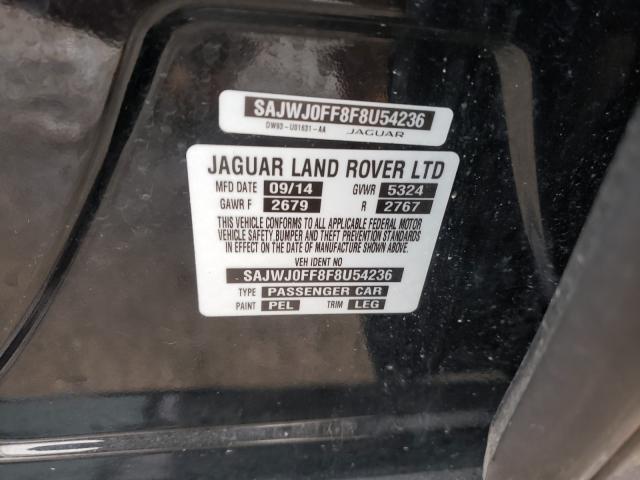 SAJWJ0FF8F8U54236
DW93-U01631-AA JAGUAR
JAGUAR LAND ROVER LTD
MFD DATE 09/14 GVWR 5324
GAWR F 2679 R 2767
THIS VEHICLE CONFORMS TO ALL APPLICABLE FEDERAL MOTOR
VEHICLE SAFETY, BUMPER AND THEFT PREVENTION STANDARDS
IN EFFECT ON THE DATE OF MANUFACTURE SHOWN ABOVE.
VEH IDENT NO
SAJWJ0FF8F8U54236
TYPE PASSENGER CAR
PAINT PEL TRIM LEG